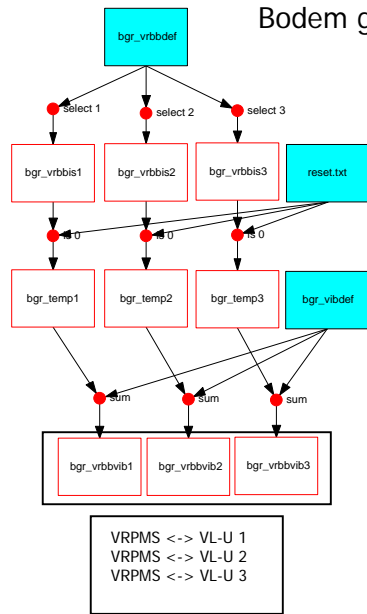 Bodem g
bgr_vrbbdef
select 1
select 2
select 3
bgr_vrbbis1
bgr_vrbbis2
bgr_vrbbis3
reset.txt
is 0
is 0
is 0
bgr_temp1
bgr_temp2
bgr_temp3
bgr_vibdef
sum
sum
sum
bgr_vrbbvib1
bgr_vrbbvib2
bgr_vrbbvib3
VRPMS <-> VL-U 1
VRPMS <-> VL-U 2
VRPMS <-> VL-U 3